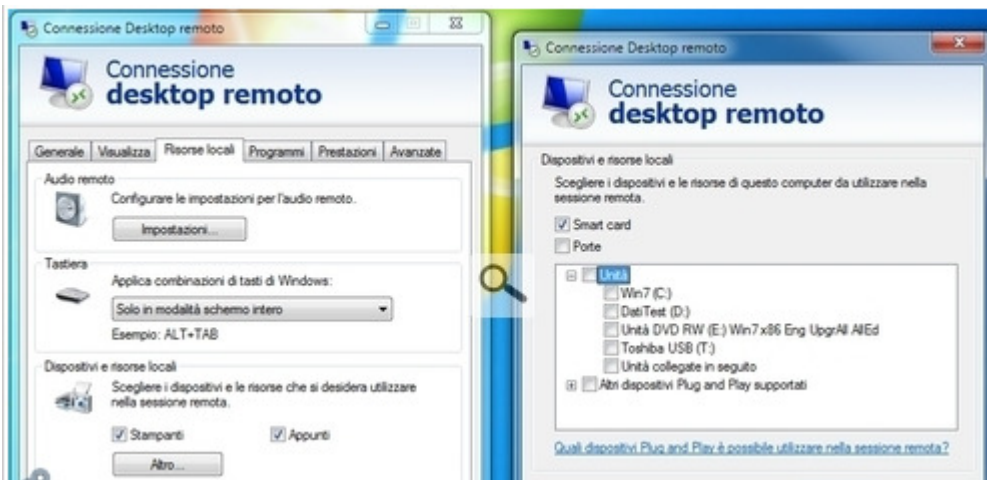 Connessione Desktop remoto
Connessione
desktop remoto
Generale Visualizza Risorse locali Programmi Prestazioni Avanzate
Audio remoto
Configurare le impostazioni per l'audio remoto.
Impostazioni...
Tastiera
Applica combinazioni di tasti di Windows:
Solo in modalità schermo intero
Esempio: ALT+TAB
Dispositivi e risorse locali
Scegliere i dispositivi e le risorse che si desidera utilizzare
nella sessione remota.
Stampanti Appunti
Altro...
Connessione Desktop remoto
Connessione
desktop remoto
Dispositivi e risorse locali
Scegliere i dispositivi e le risorse di questo computer da utilizzare nella
sessione remota.
Smart card
Porte
Unità
Win7 (C:)
DatiTest (D:)
Unità DVD RW (E:) Win7x86 Eng UpgrAll AllEd
Toshiba USB (T:)
Unità collegate in seguito
Altri dispositivi Plug and Play supportati
Quali dispositivi Plug and Play è possibile utilizzare nella sessione remota?